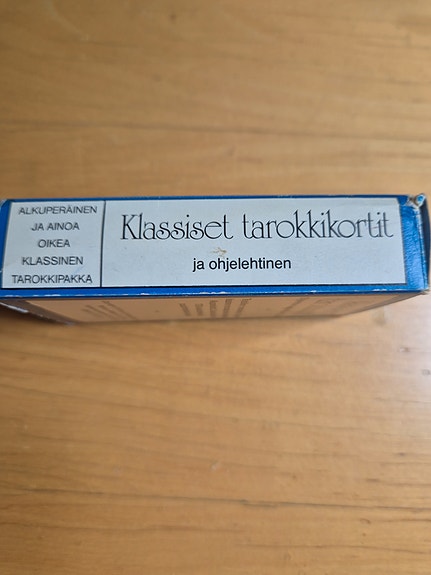 ALKUPERÄINEN
JA AINOA
OIKEA
KLASSINEN
TAROKKIPAKKA
Klassiset tarokkikortit
ja ohjelehtinen